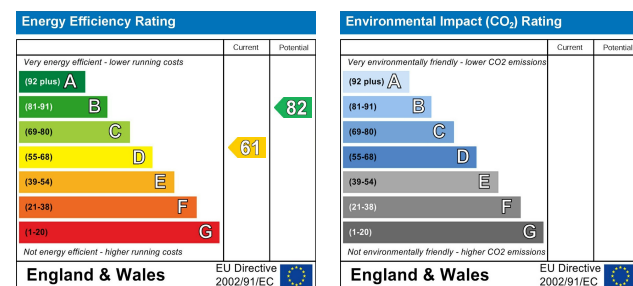 Energy Efficiency Rating
Current Potential
Very energy efficient - lower running costs
(92 plus) A
(81-91) B
82
(69-80) C
(55-68) D
61
(39-54) E
(21-38) F
(1-20) G
Not energy efficient - higher running costs
England & Wales
EU Directive
2002/91/EC
Environmental Impact (CO₂) Rating
Current Potential
Very environmentally friendly - lower CO2 emissions
(92 plus) A
(81-91) B
(69-80) C
(55-68) D
(39-54) E
(21-38) F
(1-20) G
Not environmentally friendly - higher CO2 emissions
England & Wales
EU Directive
2002/91/EC